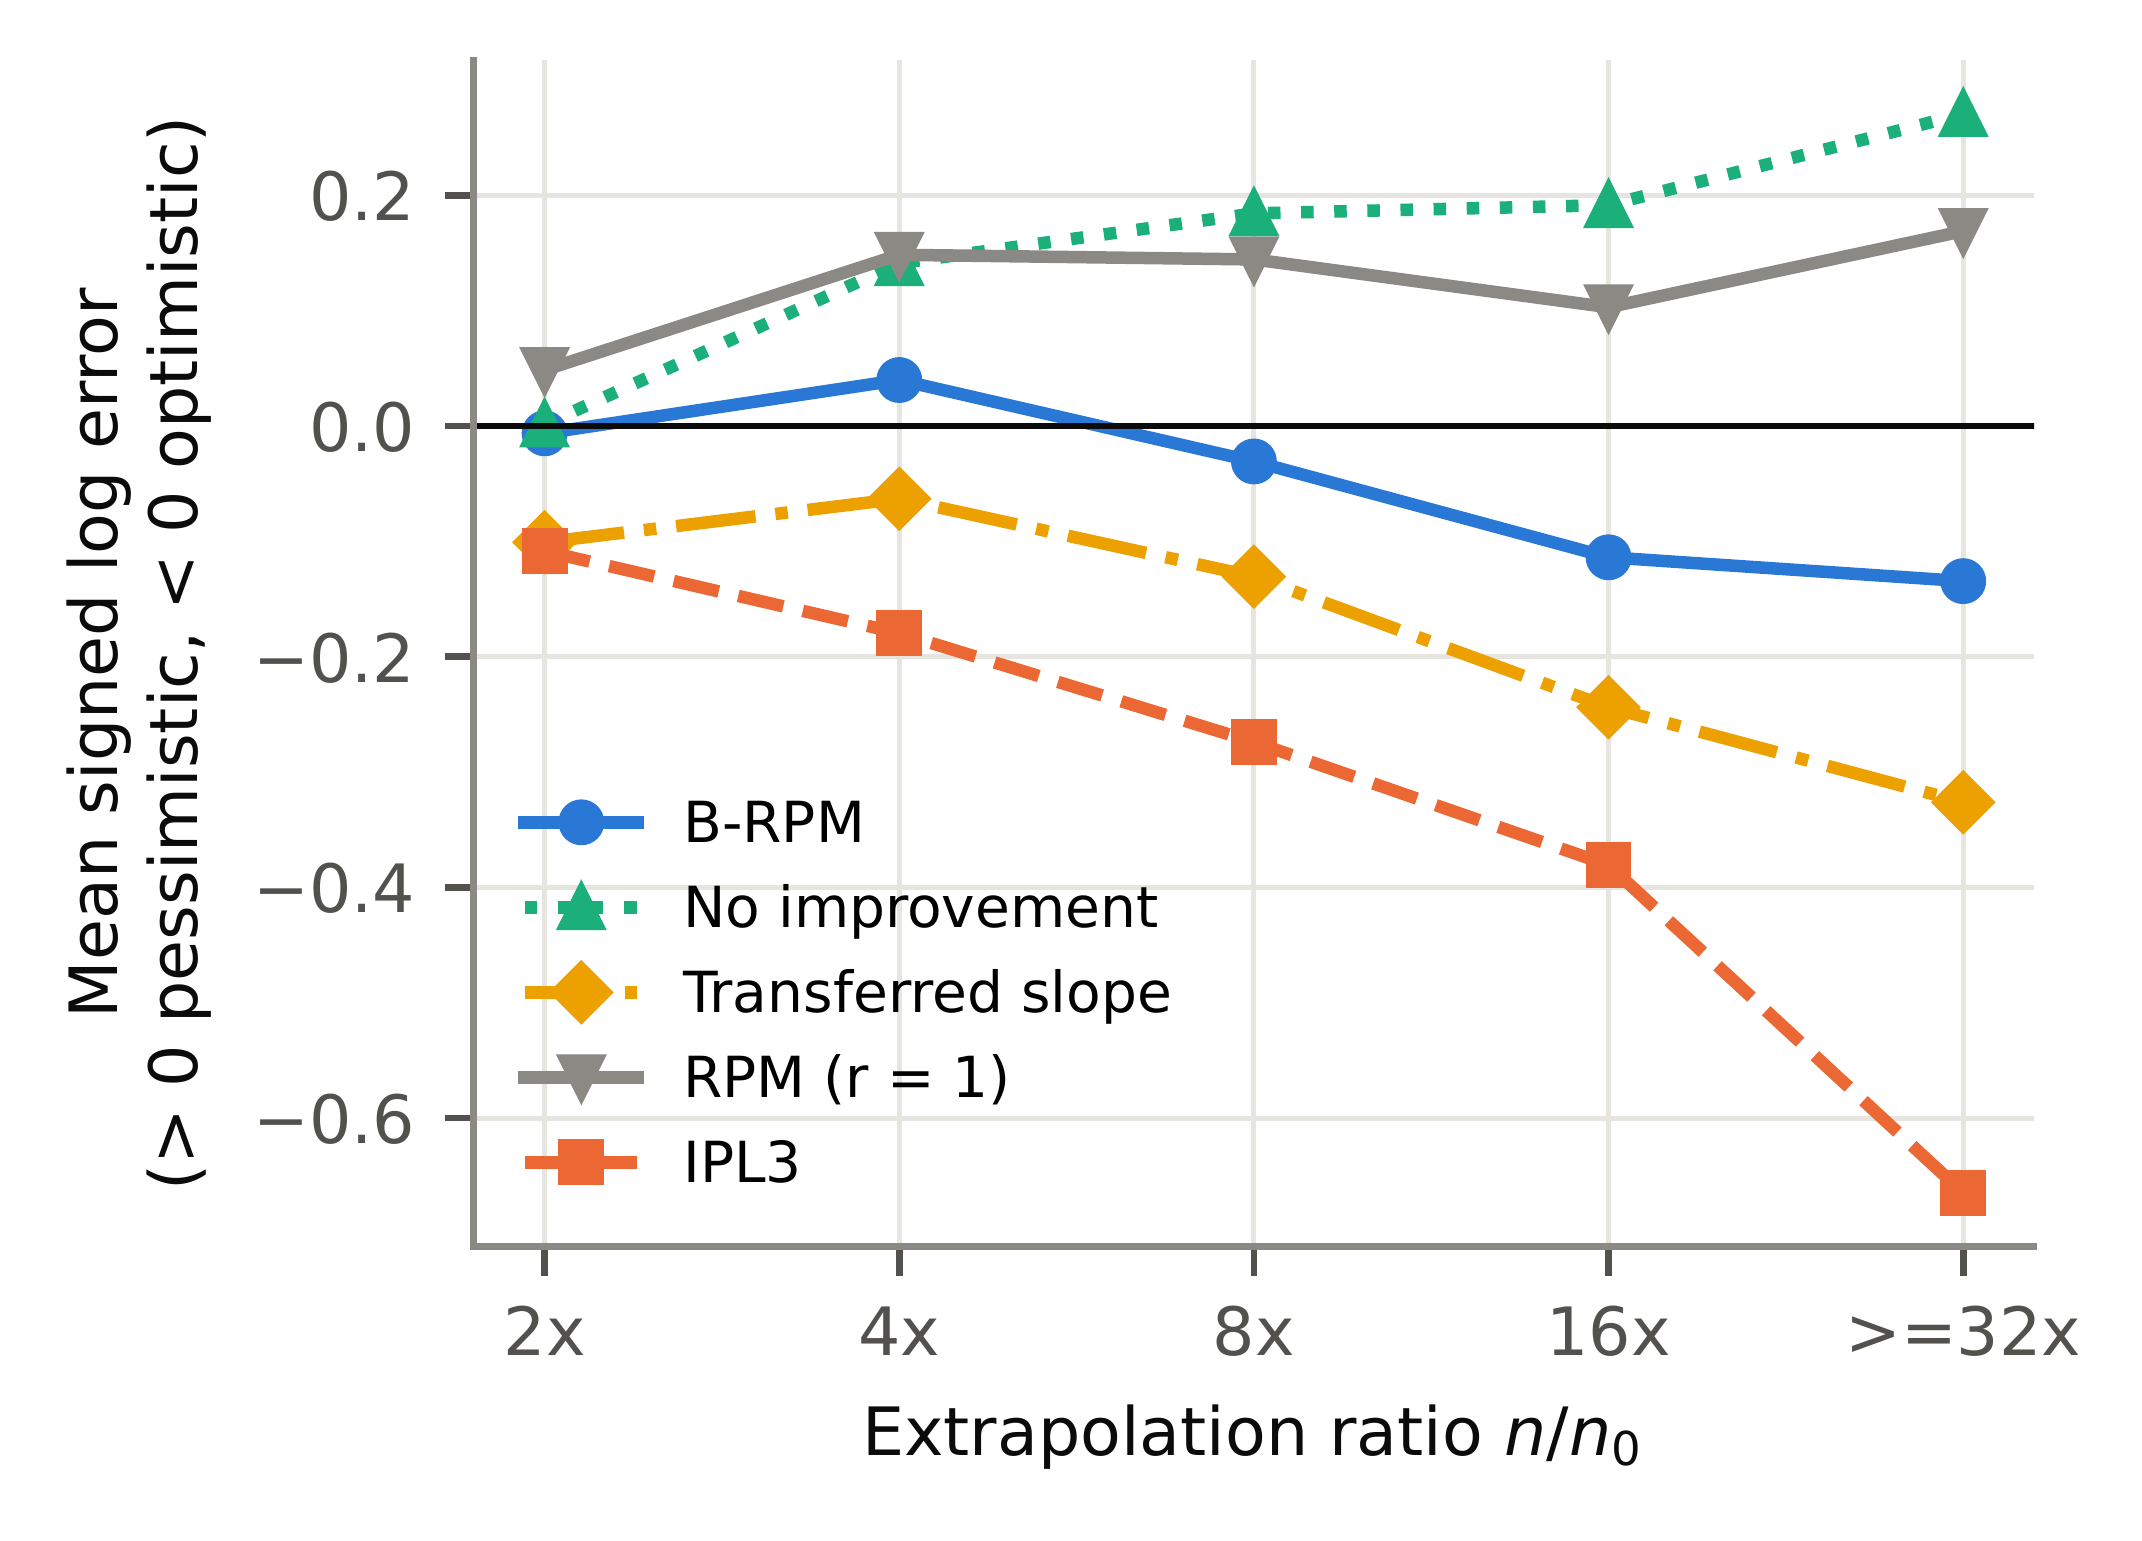 Mean signed log error
(> 0 pessimistic, < 0 optimistic)
0.2
0.0
−0.2
−0.4
−0.6
B-RPM
No improvement
Transferred slope
RPM (r = 1)
IPL3
2x 4x 8x 16x >=32x
Extrapolation ratio n/n₀